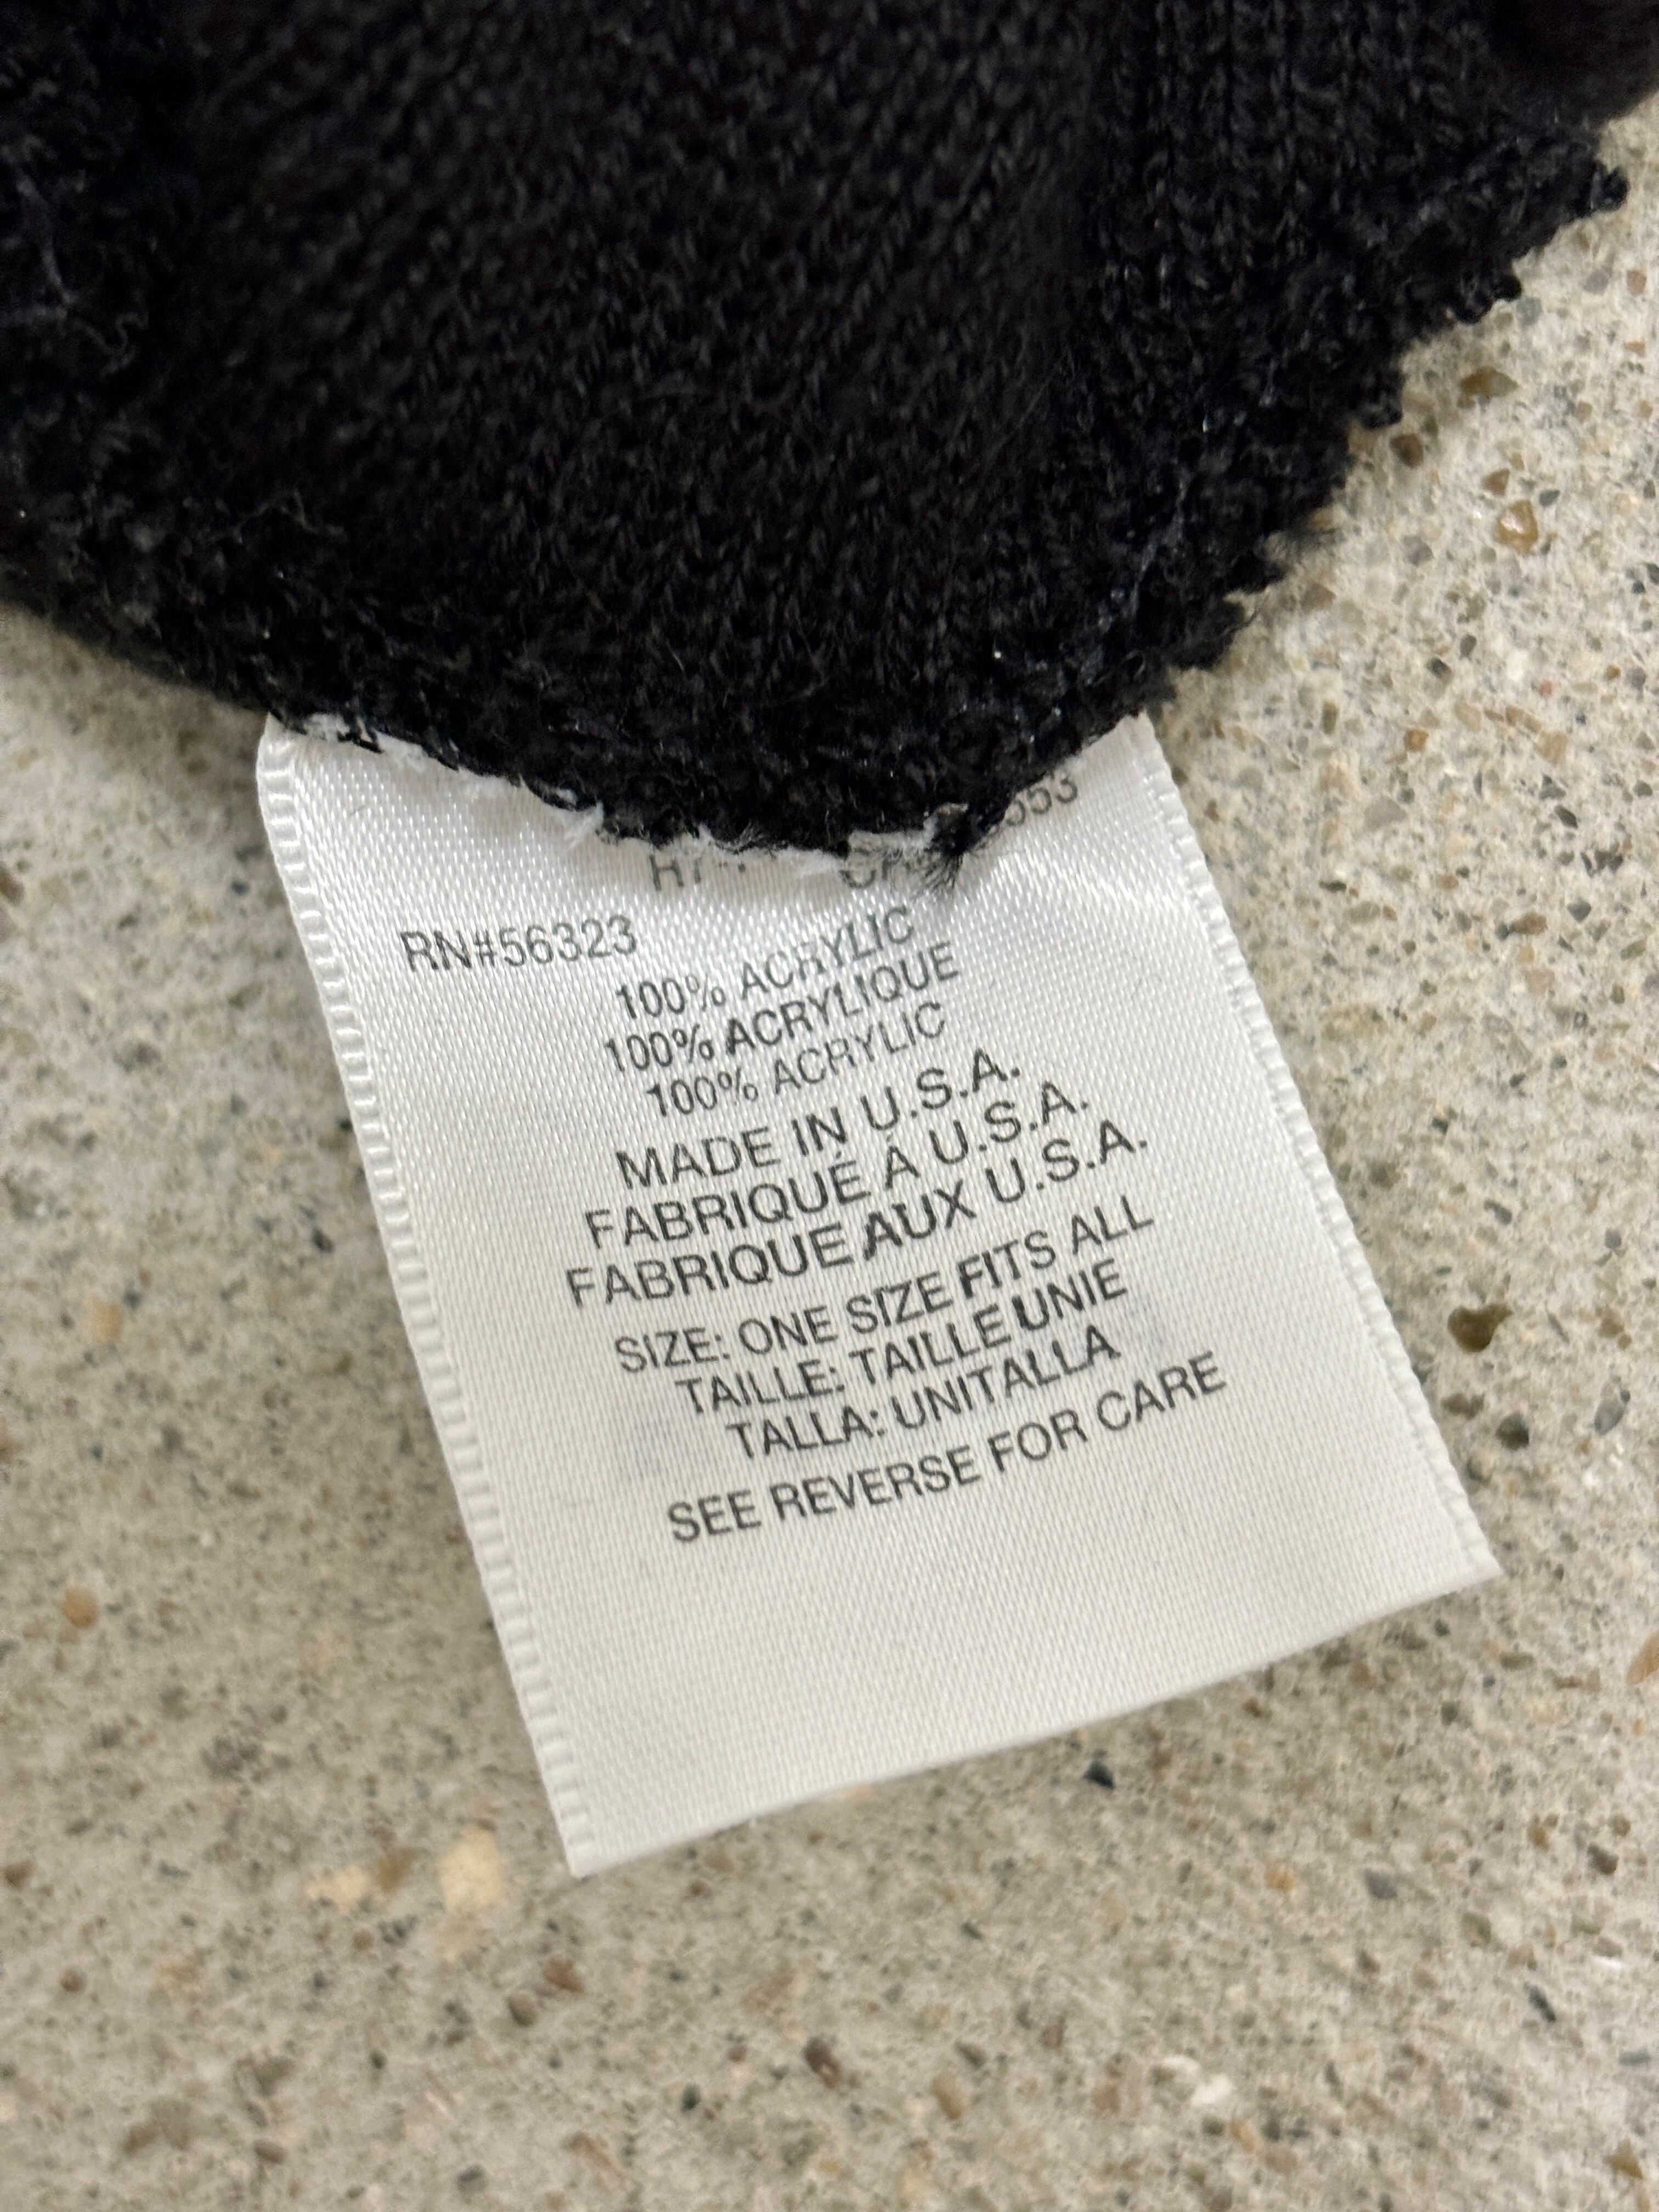 RN#56323
100% ACRYLIC
100% ACRYLIQUE
100% ACRYLIC
MADE IN U.S.A.
FABRIQUÉ À U.S.A.
FABRIQUE AUX U.S.A.
SIZE: ONE SIZE FITS ALL
TAILLE: TAILLE UNIE
TALLA: UNITALLA
SEE REVERSE FOR CARE